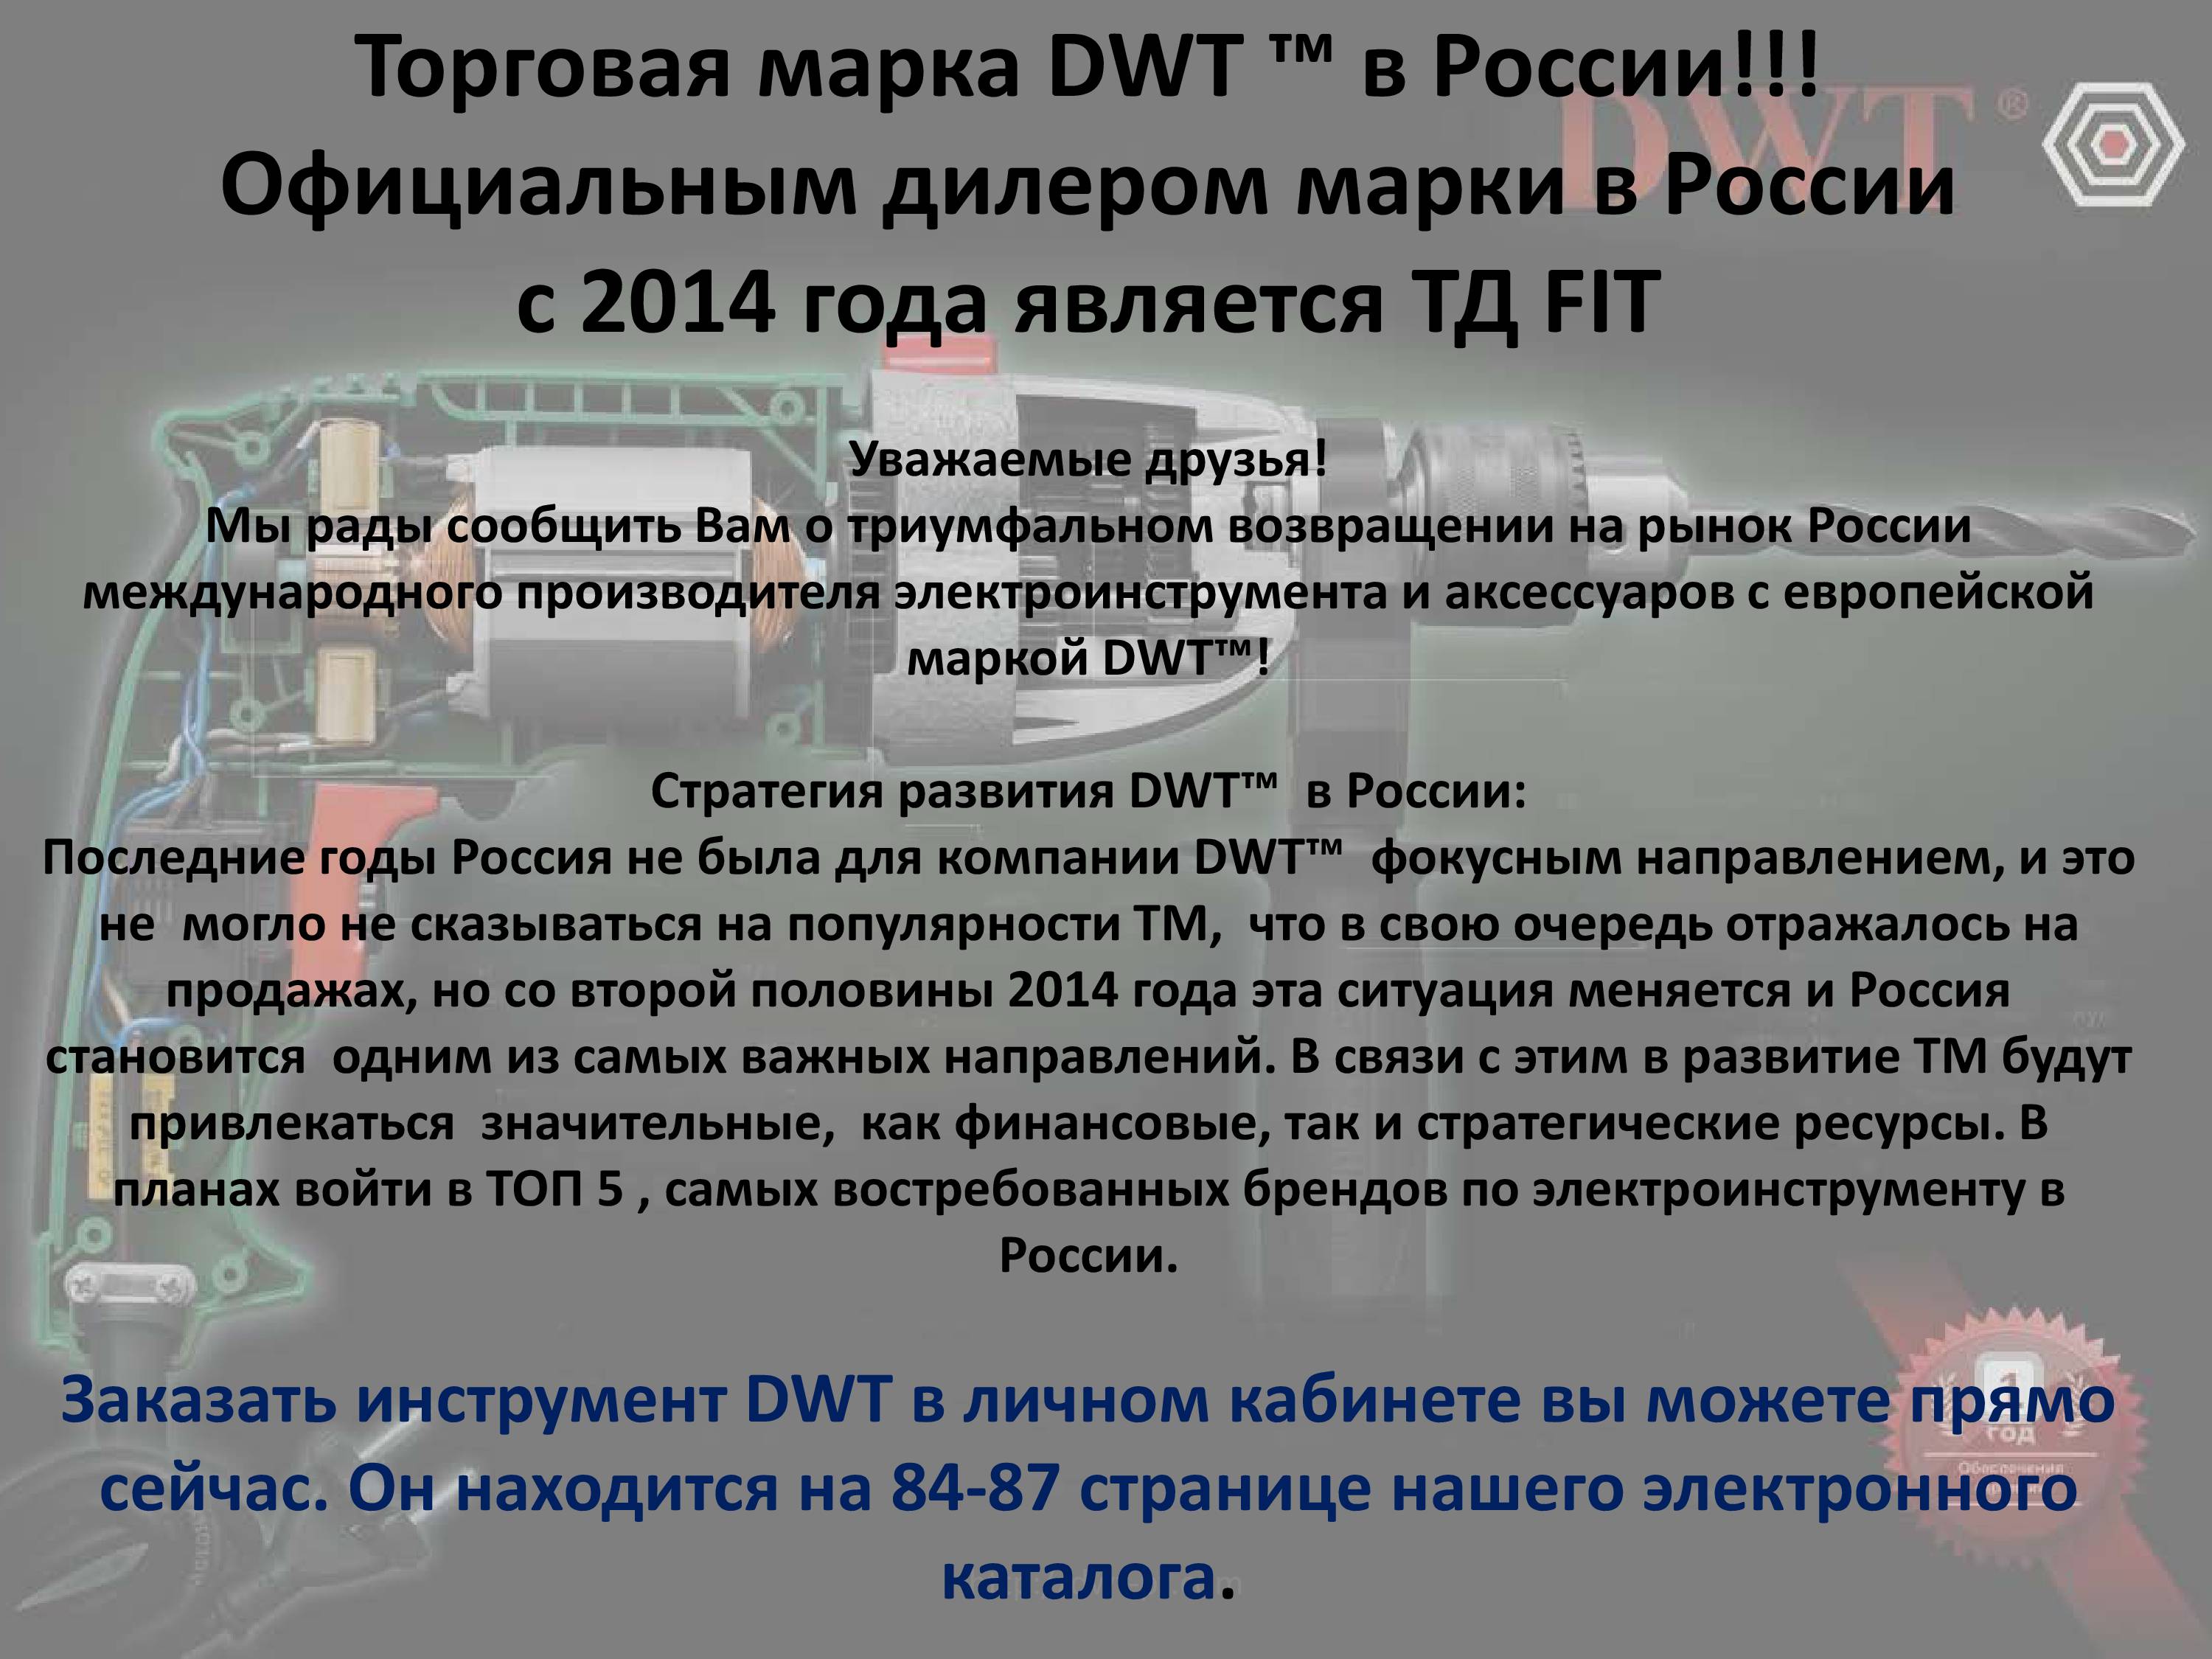 Торговая марка DWT ™ в России!!!
DWT ®
Официальным дилером марки в России
с 2014 года является ТД FIT
Уважаемые друзья!
Мы рады сообщить Вам о триумфальном возвращении на рынок России
международного производителя электроинструмента и аксессуаров с европейской
маркой DWT™!
Стратегия развития DWT™  в России:
Последние годы Россия не была для компании DWT™  фокусным направлением, и это
не  могло не сказываться на популярности ТМ,  что в свою очередь отражалось на
продажах, но со второй половины 2014 года эта ситуация меняется и Россия
становится  одним из самых важных направлений. В связи с этим в развитие ТМ будут
привлекаться  значительные,  как финансовые, так и стратегические ресурсы. В
планах войти в ТОП 5 , самых востребованных брендов по электроинструменту в
России.
Заказать инструмент DWT в личном кабинете вы можете прямо
сейчас. Он находится на 84-87 странице нашего электронного
каталога.
1
год
Обеспечения